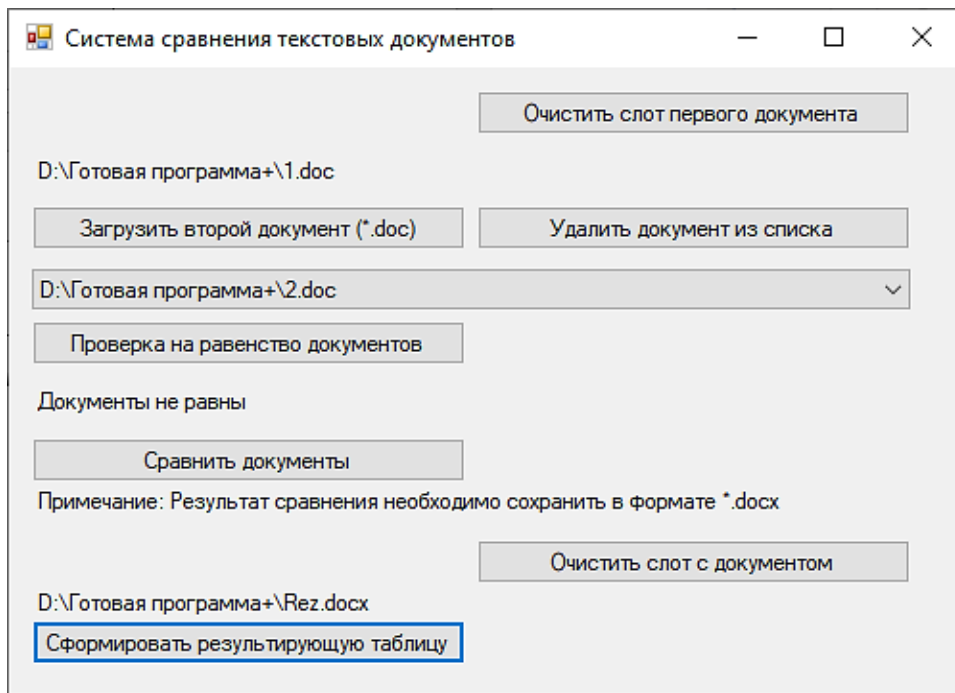 Система сравнения текстовых документов
Очистить слот первого документа
D:\Готовая программа+\1.doc
Загрузить второй документ (*.doc)
Удалить документ из списка
D:\Готовая программа+\2.doc
Проверка на равенство документов
Документы не равны
Сравнить документы
Примечание: Результат сравнения необходимо сохранить в формате *.docx
Очистить слот с документом
D:\Готовая программа+\Rez.docx
Сформировать результирующую таблицу